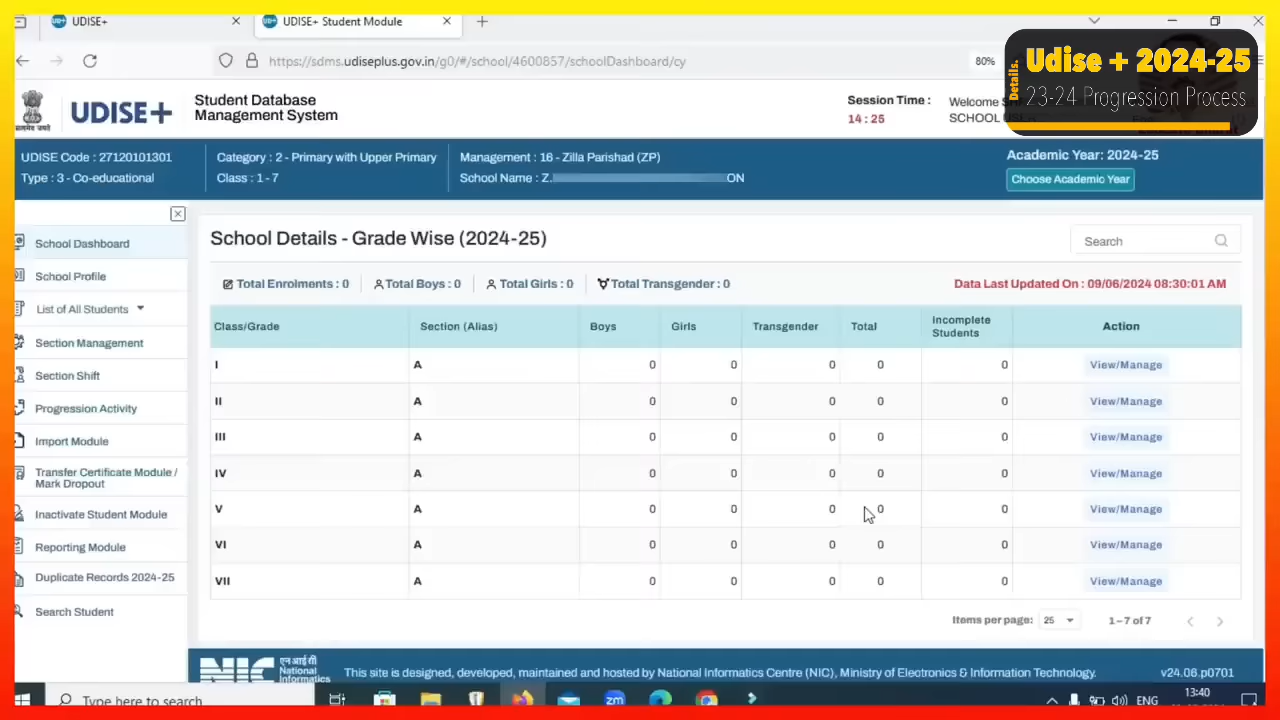 UDISE+
UDISE+ Student Module
https://sdms.udiseplus.gov.in/g0/#/school/4600857/schoolDashboard/cy
80%
Details.
Udise + 2024-25
23-24 Progression Process
UDISE+
Student Database
Management System
Session Time :
14 : 25
Welcome
SCHOOL
UDISE Code : 27120101301
Type : 3 - Co-educational
Category : 2 - Primary with Upper Primary
Class : 1 - 7
Management : 16 - Zilla Parishad (ZP)
School Name : Z. ON
Academic Year: 2024-25
Choose Academic Year
School Dashboard
School Profile
List of All Students
Section Management
Section Shift
Progression Activity
Import Module
Transfer Certificate Module /
Mark Dropout
Inactivate Student Module
Reporting Module
Duplicate Records 2024-25
Search Student
School Details - Grade Wise (2024-25)
Search
Total Enrolments : 0 Total Boys : 0 Total Girls : 0 Total Transgender : 0
Data Last Updated On : 09/06/2024 08:30:01 AM
Class/Grade Section (Alias) Boys Girls Transgender Total Incomplete Students Action
I A 0 0 0 0 0 View/Manage
II A 0 0 0 0 0 View/Manage
III A 0 0 0 0 0 View/Manage
IV A 0 0 0 0 0 View/Manage
V A 0 0 0 0 0 View/Manage
VI A 0 0 0 0 0 View/Manage
VII A 0 0 0 0 0 View/Manage
Items per page: 25 1 – 7 of 7
NIC
एन आई सी
National
Informatics
This site is designed, developed, maintained and hosted by National Informatics Centre (NIC), Ministry of Electronics & Information Technology.
v24.06.p0701
Type here to search
zm
ENG
13:40